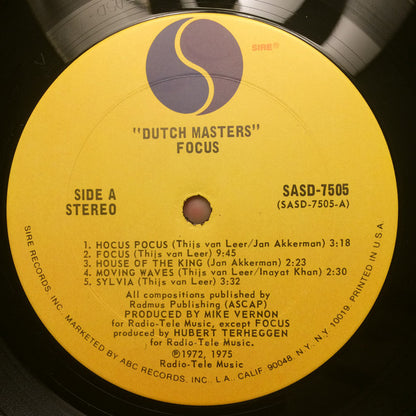 SIRE®
"DUTCH MASTERS"
FOCUS
SIDE A
STEREO
SASD-7505
(SASD-7505-A)
1. HOCUS POCUS (Thijs van Leer/Jan Akkerman) 3:18
2. FOCUS (Thijs van Leer) 9:45
3. HOUSE OF THE KING (Jan Akkerman) 2:23
4. MOVING WAVES (Thijs van Leer/Inayat Khan) 2:30
5. SYLVIA (Thijs van Leer) 3:32
All compositions published by
Radmus Publishing (ASCAP)
PRODUCED BY MIKE VERNON
for Radio-Tele Music, except FOCUS
produced by HUBERT TERHEGGEN
℗1972, 1975
Radio-Tele Music
SIRE RECORDS, INC. MARKETED BY ABC RECORDS, INC., L.A., CALIF. 90048, N.Y., N.Y. 10019, PRINTED IN U.S.A.